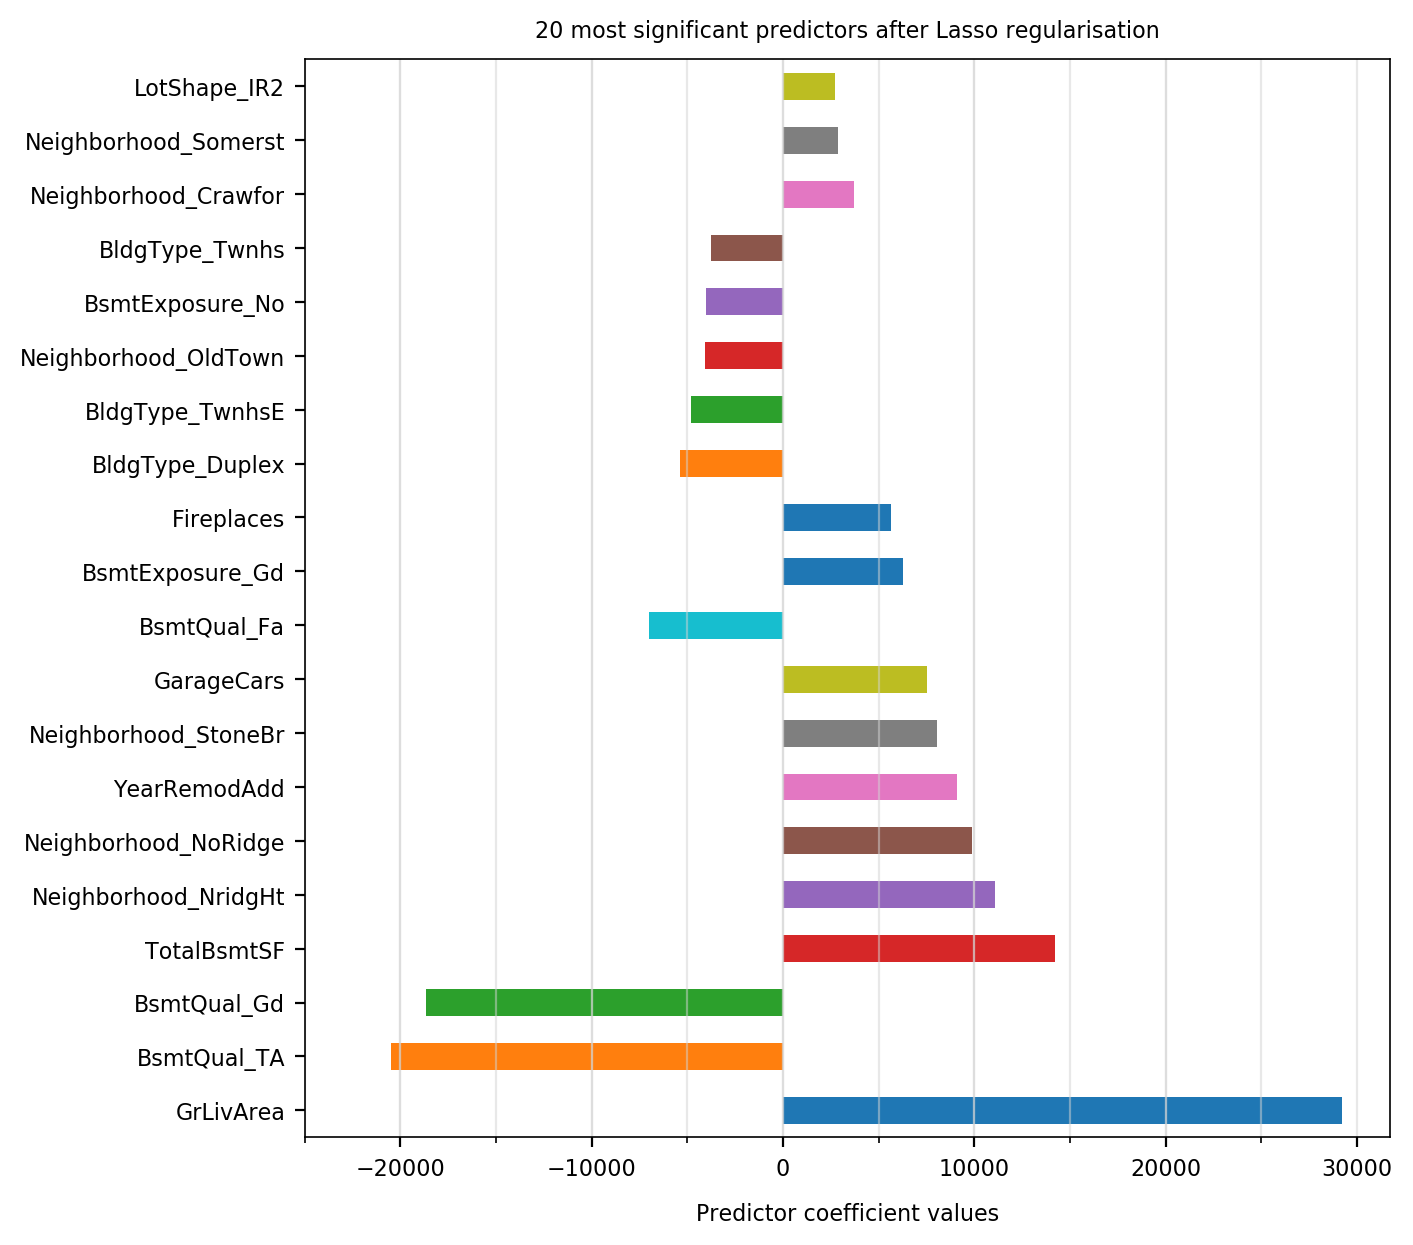 20 most significant predictors after Lasso regularisation
LotShape_IR2
Neighborhood_Somerst
Neighborhood_Crawfor
BldgType_Twnhs
BsmtExposure_No
Neighborhood_OldTown
BldgType_TwnhsE
BldgType_Duplex
Fireplaces
BsmtExposure_Gd
BsmtQual_Fa
GarageCars
Neighborhood_StoneBr
YearRemodAdd
Neighborhood_NoRidge
Neighborhood_NridgHt
TotalBsmtSF
BsmtQual_Gd
BsmtQual_TA
GrLivArea
−20000 −10000 0 10000 20000 30000
Predictor coefficient values